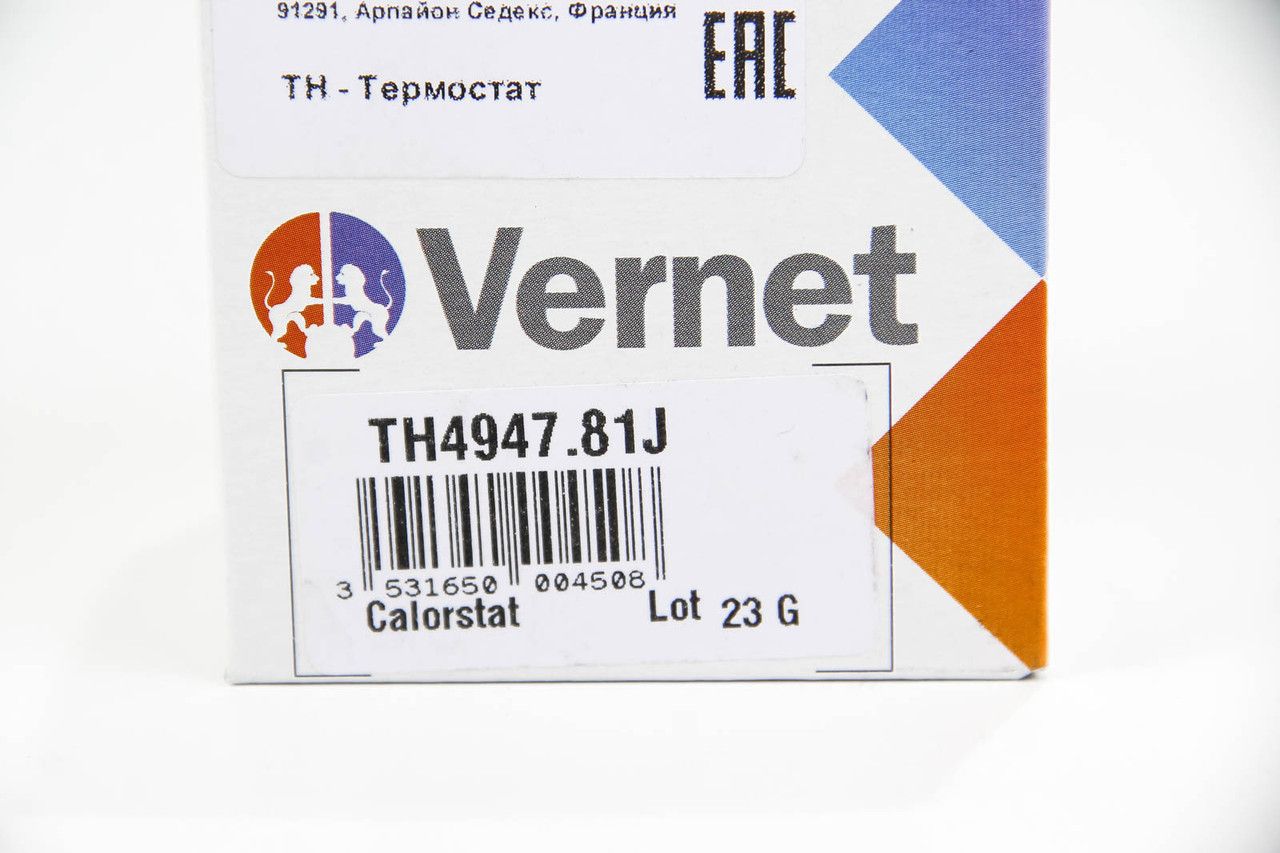 91291, Арпайон Седекс, Франция
EAC
TH - Термостат
Vernet
TH4947.81J
3 531650 004508
Calorstat Lot 23 G